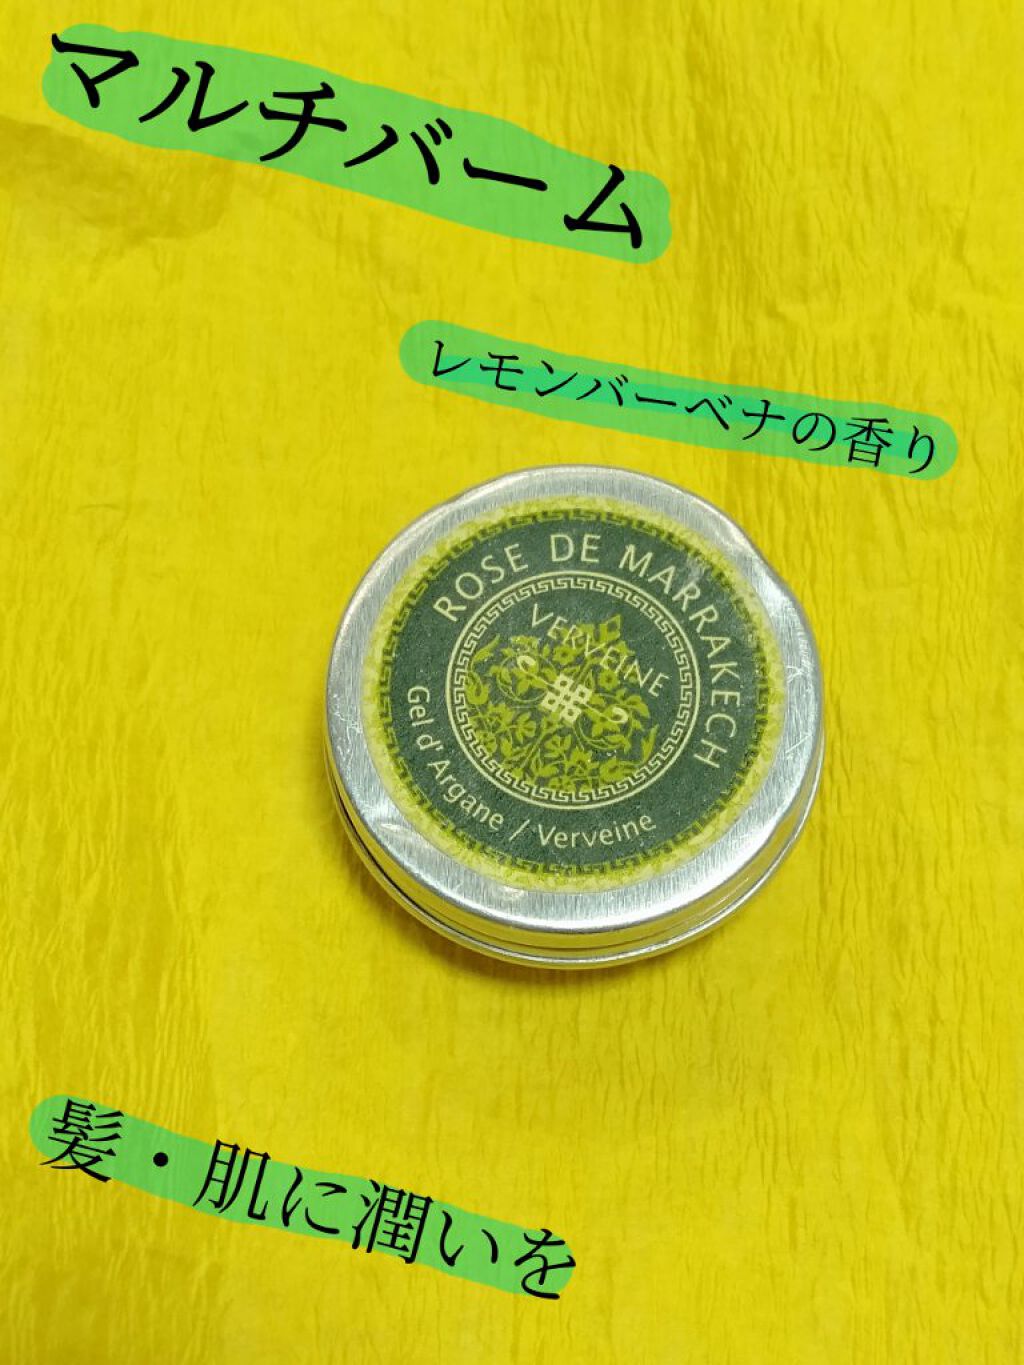 マルチバーム
レモンバーベナの香り
ROSE DE MARRAKECH
VERVEINE
Gel d'Argane / Verveine
髪・肌に潤いを